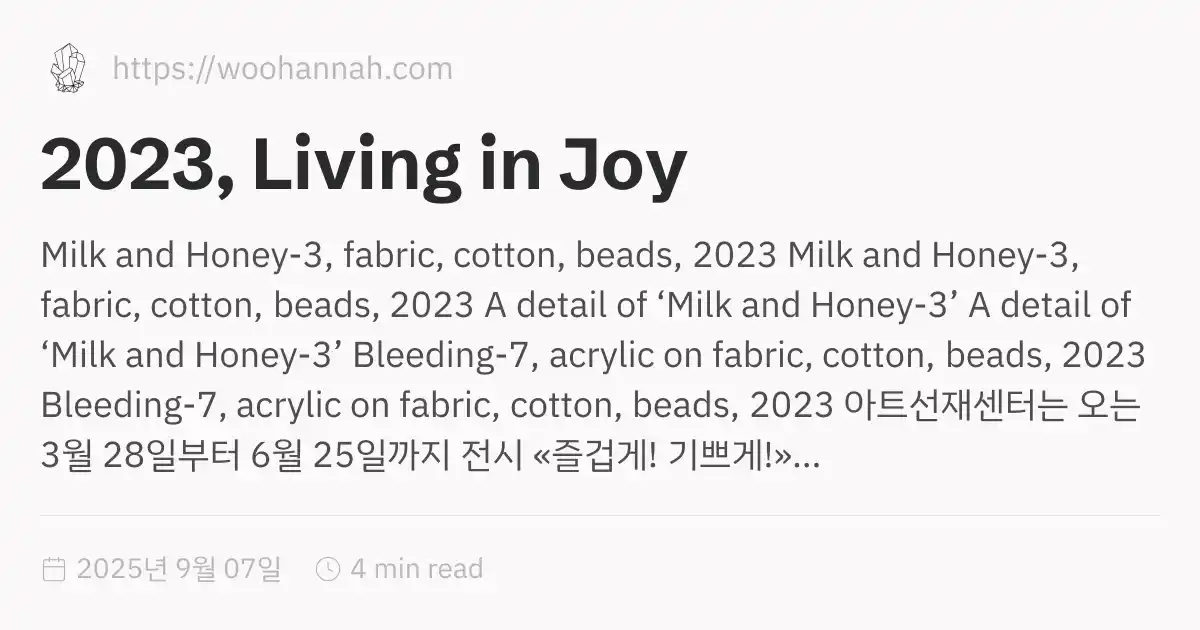 https://woohannah.com
2023, Living in Joy
Milk and Honey-3, fabric, cotton, beads, 2023 Milk and Honey-3,
fabric, cotton, beads, 2023 A detail of ‘Milk and Honey-3’ A detail of
‘Milk and Honey-3’ Bleeding-7, acrylic on fabric, cotton, beads, 2023
Bleeding-7, acrylic on fabric, cotton, beads, 2023 아트선재센터는 오는
3월 28일부터 6월 25일까지 전시 «즐겁게! 기쁘게!»...
2025년 9월 07일 4 min read